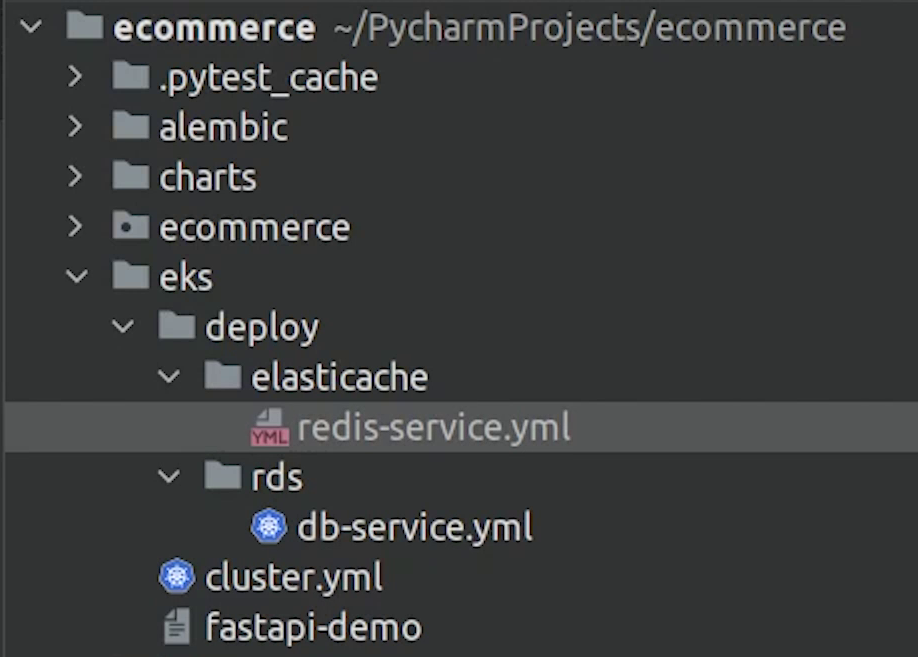 ecommerce ~/PycharmProjects/ecommerce
.pytest_cache
alembic
charts
ecommerce
eks
deploy
elasticache
YML redis-service.yml
rds
db-service.yml
cluster.yml
fastapi-demo